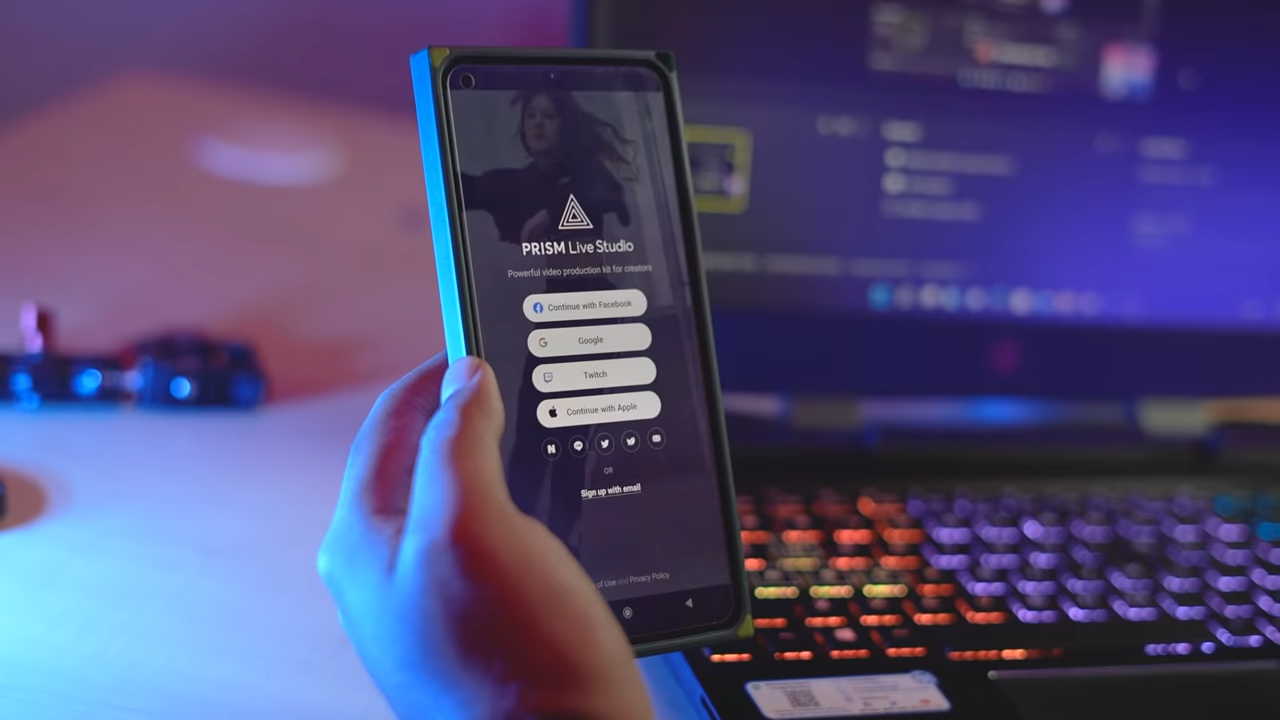 PRISM Live Studio
Powerful video production kit for creators
Continue with Facebook
Google
Twitch
Continue with Apple
OR
Sign up with email
of Use and Privacy Policy